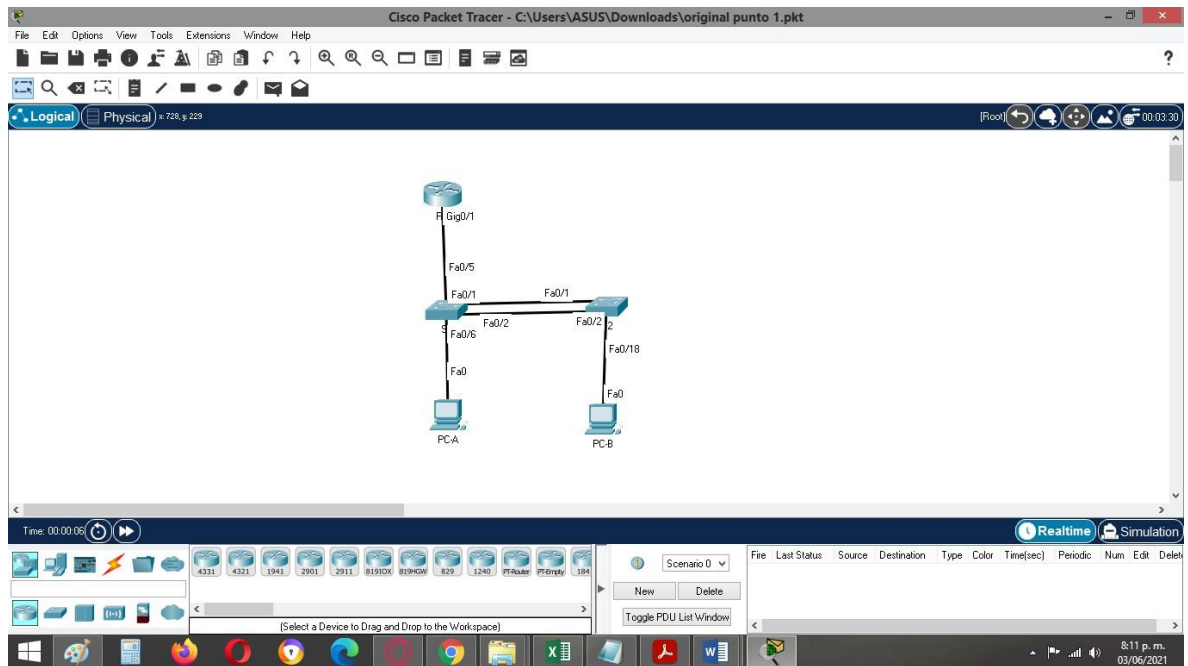 Cisco Packet Tracer - C:\Users\ASUS\Downloads\original punto 1.pkt
File Edit Options View Tools Extensions Window Help
?
Logical Physical x: 728, y: 229 [Root] 00:03:30
R Gig0/1
Fa0/5
Fa0/1 Fa0/1
Fa0/2 Fa0/2 2
S Fa0/6
Fa0/18
Fa0
Fa0
PC-A
PC-B
Time: 00:00:06 Realtime Simulation
4331 4321 1941 2901 2911 819IOX 819HGW 829 1240 PT-Router PT-Empty 184
Scenario 0
Fire Last Status Source Destination Type Color Time(sec) Periodic Num Edit Delet
New Delete
Toggle PDU List Window
(Select a Device to Drag and Drop to the Workspace)
8:11 p. m.
03/06/2021